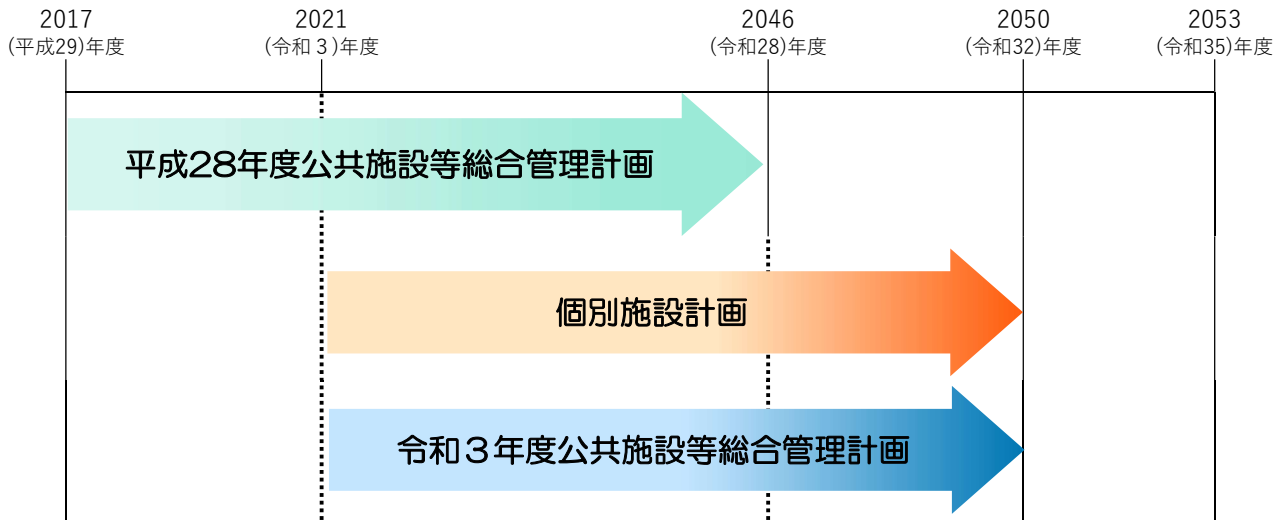 2017
(平成29)年度
2021
(令和３)年度
2046
(令和28)年度
2050
(令和32)年度
2053
(令和35)年度
平成28年度公共施設等総合管理計画
個別施設計画
令和３年度公共施設等総合管理計画